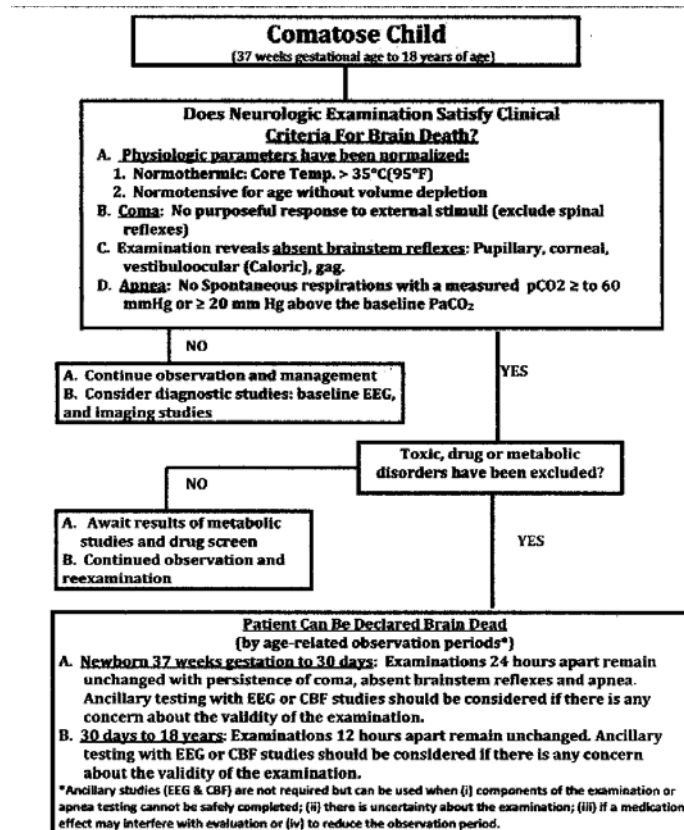 Comatose Child
(37 weeks gestational age to 18 years of age)
Does Neurologic Examination Satisfy Clinical
Criteria For Brain Death?
A. Physiologic parameters have been normalized:
1. Normothermic: Core Temp. > 35°C(95°F)
2. Normotensive for age without volume depletion
B. Coma: No purposeful response to external stimuli (exclude spinal
reflexes)
C. Examination reveals absent brainstem reflexes: Pupillary, corneal,
vestibuloocular (Caloric), gag.
D. Apnea: No Spontaneous respirations with a measured pCO2 ≥ to 60
mmHg or ≥ 20 mm Hg above the baseline PaCO₂
NO
YES
A. Continue observation and management
B. Consider diagnostic studies: baseline EEG,
and imaging studies
Toxic, drug or metabolic
disorders have been excluded?
NO
YES
A. Await results of metabolic
studies and drug screen
B. Continued observation and
reexamination
Patient Can Be Declared Brain Dead
(by age-related observation periods*)
A. Newborn 37 weeks gestation to 30 days: Examinations 24 hours apart remain
unchanged with persistence of coma, absent brainstem reflexes and apnea.
Ancillary testing with EEG or CBF studies should be considered if there is any
concern about the validity of the examination.
B. 30 days to 18 years: Examinations 12 hours apart remain unchanged. Ancillary
testing with EEG or CBF studies should be considered if there is any concern
about the validity of the examination.
*Ancillary studies (EEG & CBF) are not required but can be used when (i) components of the examination or
apnea testing cannot be safely completed; (ii) there is uncertainty about the examination; (iii) if a medication
effect may interfere with evaluation or (iv) to reduce the observation period.